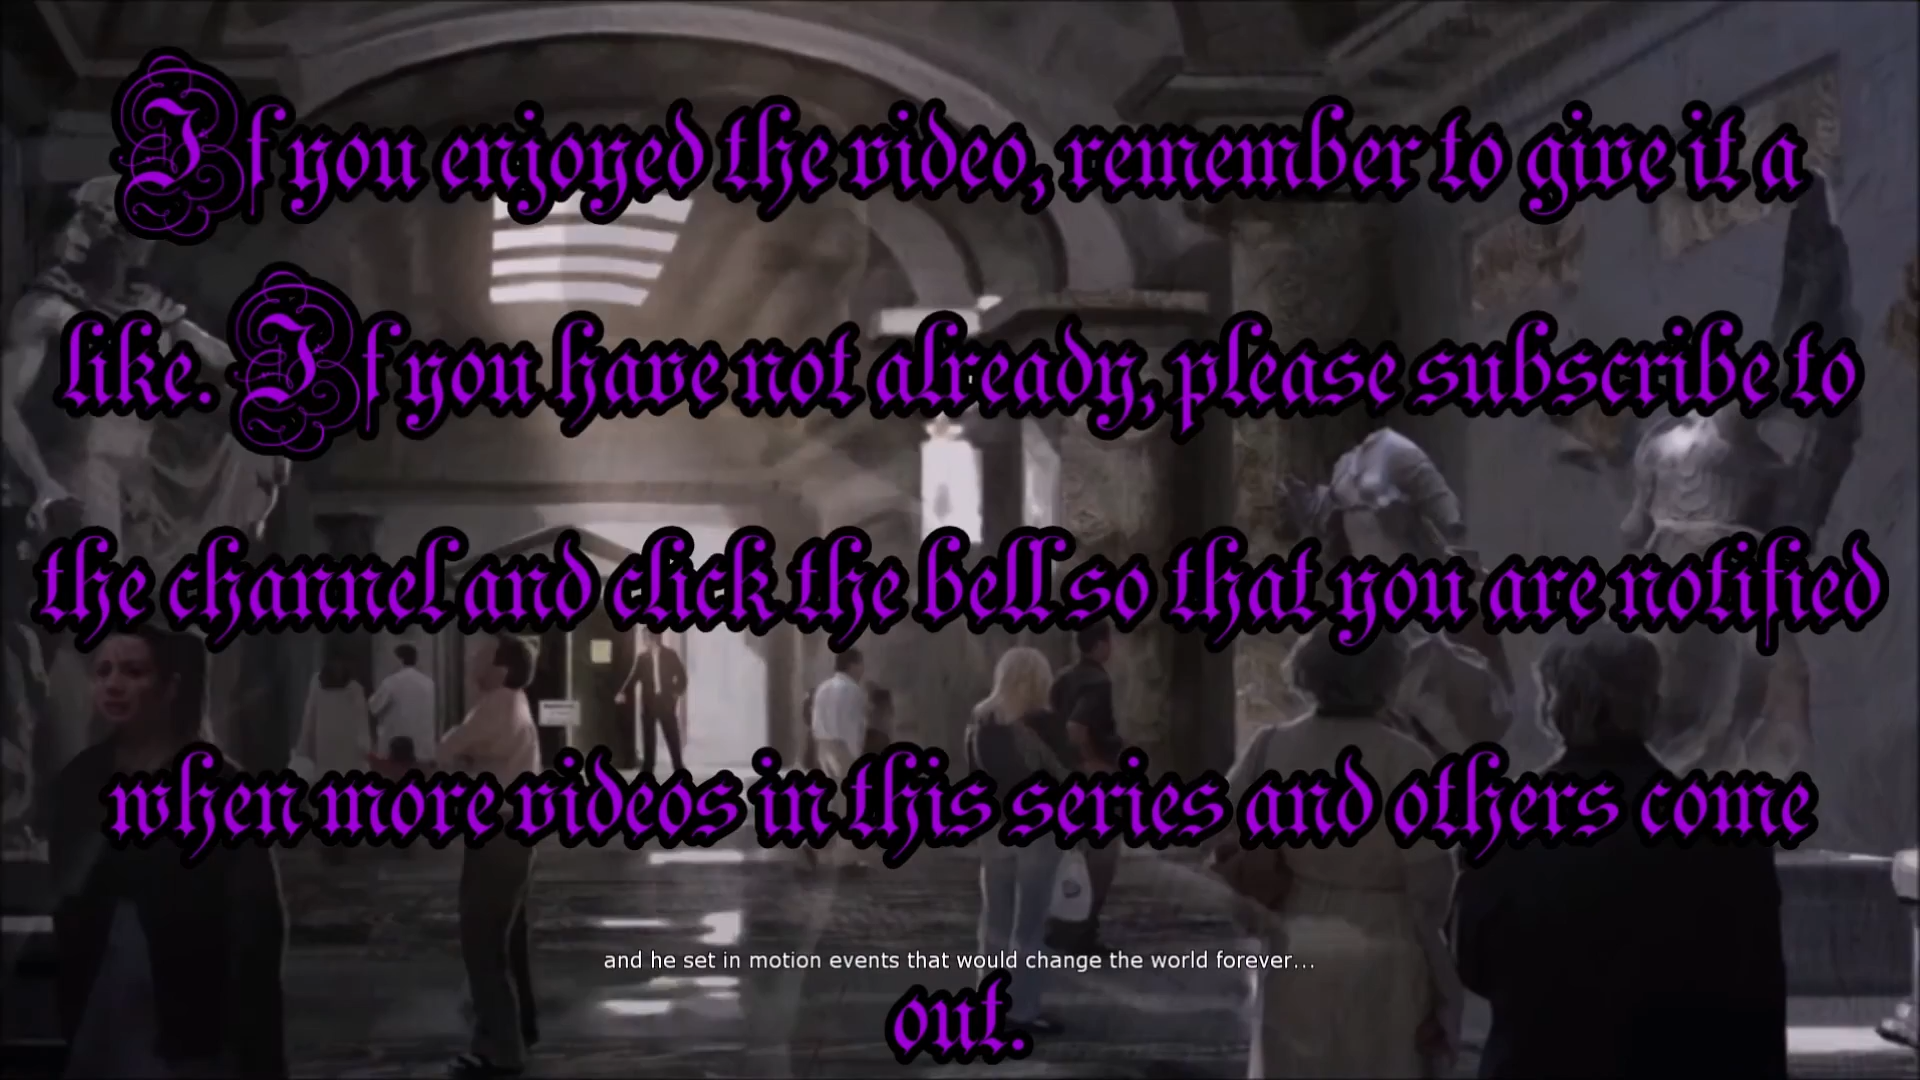 If you enjoyed the video, remember to give it a
like. If you have not already, please subscribe to
the channel and click the bell so that you are notified
when more videos in this series and others come
and he set in motion events that would change the world forever...
out.